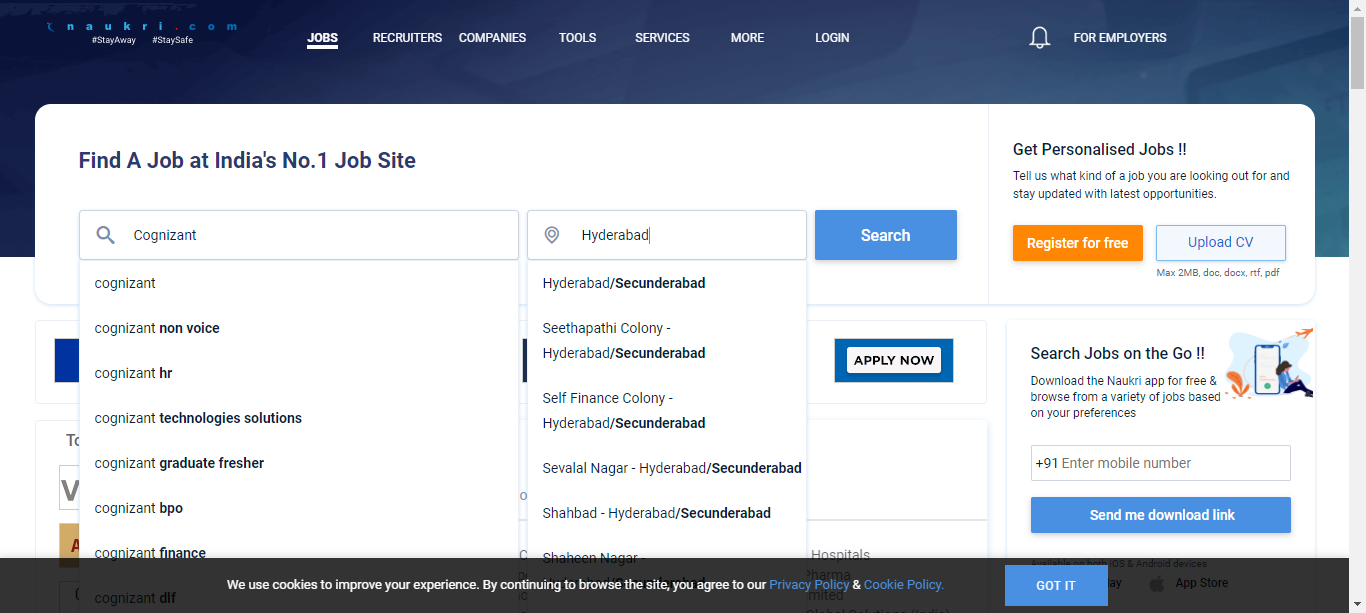 naukri.com
#StayAway #StaySafe
JOBS RECRUITERS COMPANIES TOOLS SERVICES MORE LOGIN FOR EMPLOYERS
Find A Job at India's No.1 Job Site
Cognizant
Hyderabad
Search
cognizant
cognizant non voice
cognizant hr
cognizant technologies solutions
cognizant graduate fresher
cognizant bpo
cognizant finance
cognizant dlf
Hyderabad/Secunderabad
Seethapathi Colony -
Hyderabad/Secunderabad
Self Finance Colony -
Hyderabad/Secunderabad
Sevalal Nagar - Hyderabad/Secunderabad
Shahbad - Hyderabad/Secunderabad
Shaheen Nagar -
Hyderabad/Secunderabad
APPLY NOW
Hospitals
Global Solutions (India)
Get Personalised Jobs !!
Tell us what kind of a job you are looking out for and
stay updated with latest opportunities.
Register for free
Upload CV
Max 2MB, doc, docx, rtf, pdf
Search Jobs on the Go !!
Download the Naukri app for free &
browse from a variety of jobs based
on your preferences
+91 Enter mobile number
Send me download link
Available on both iOS & Android devices
App Store
We use cookies to improve your experience. By continuing to browse the site, you agree to our Privacy Policy & Cookie Policy.
GOT IT